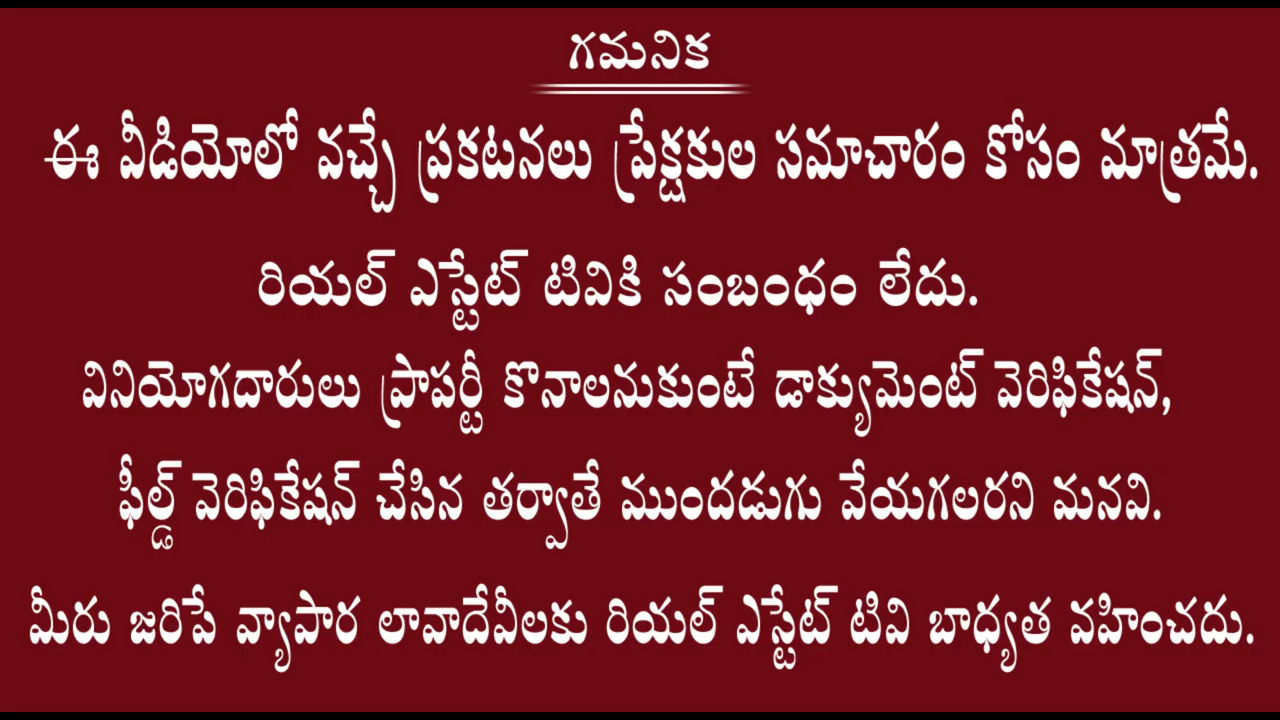 గమనిక
ఈ వీడియోలో వచ్చే ప్రకటనలు ప్రేక్షకుల సమాచారం కోసం మాత్రమే.
రియల్ ఎస్టేట్ టివికి సంబంధం లేదు.
వినియోగదారులు ప్రాపర్టీ కొనాలనుకుంటే డాక్యుమెంట్ వెరిఫికేషన్,
ఫీల్డ్ వెరిఫికేషన్ చేసిన తర్వాతే ముందడుగు వేయగలరని మనవి.
మీరు జరిపే వ్యాపార లావాదేవీలకు రియల్ ఎస్టేట్ టివి బాధ్యత వహించదు.